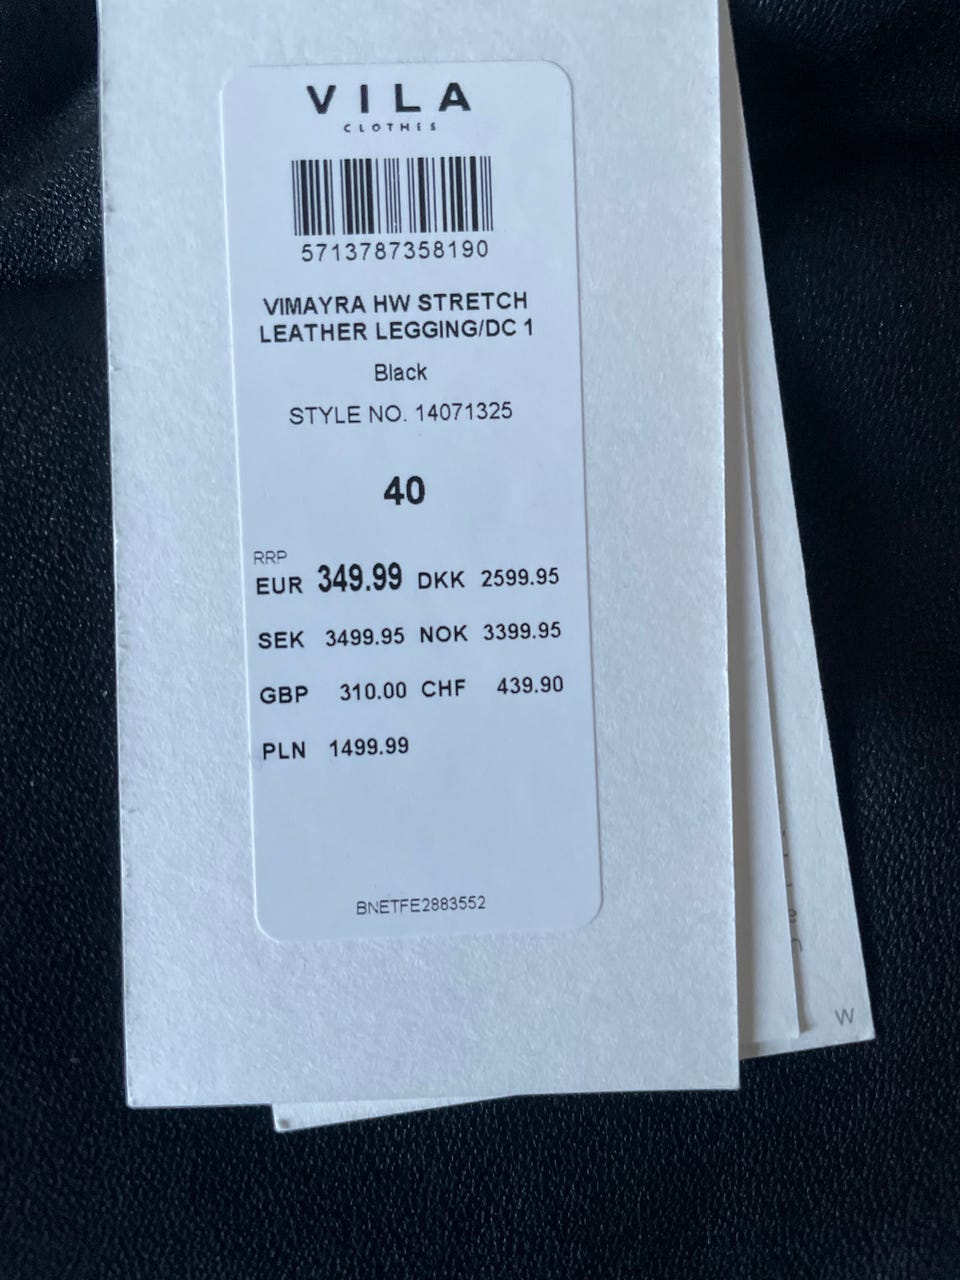 VILA
CLOTHES
5713787358190
VIMAYRA HW STRETCH
LEATHER LEGGING/DC 1
Black
STYLE NO. 14071325
40
RRP
EUR 349.99 DKK 2599.95
SEK 3499.95 NOK 3399.95
GBP 310.00 CHF 439.90
PLN 1499.99
BNETFE2883552
W